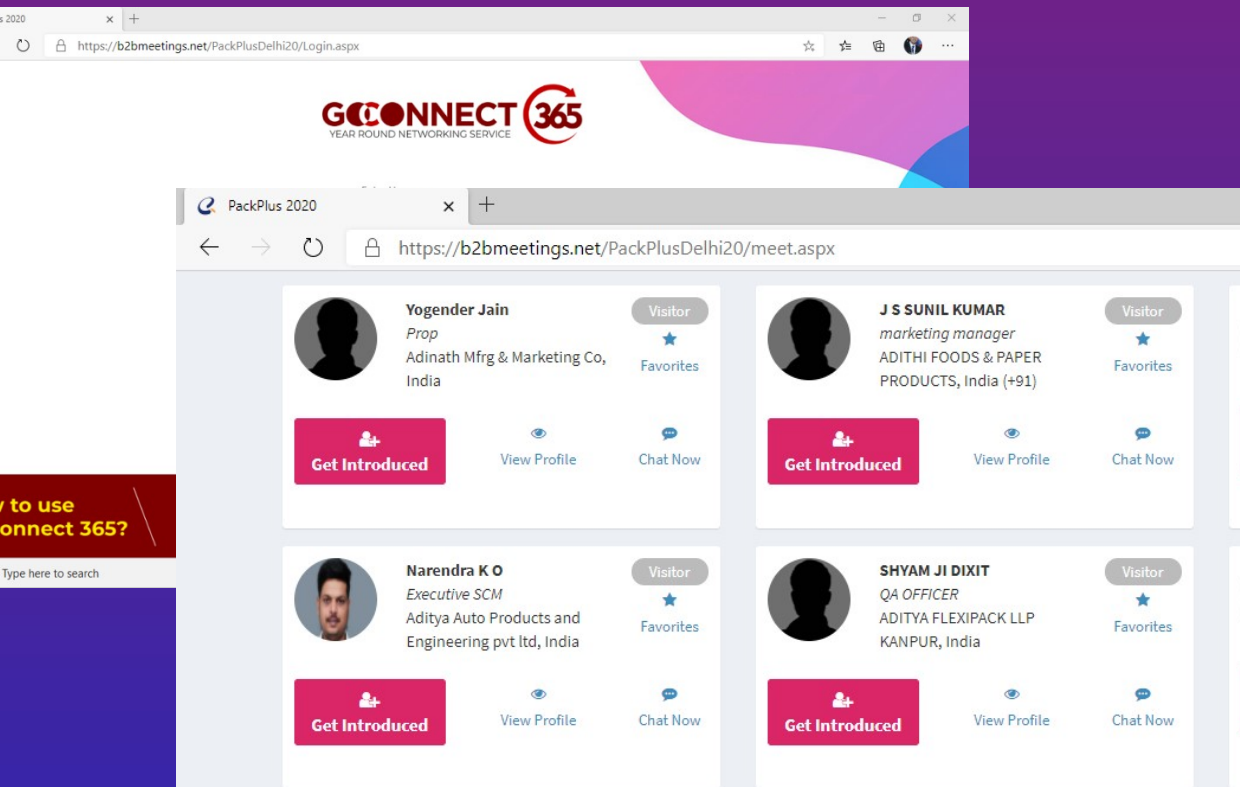 s 2020
https://b2bmeetings.net/PackPlusDelhi20/Login.aspx
GOCONNECT 365
YEAR ROUND NETWORKING SERVICE
PackPlus 2020
https://b2bmeetings.net/PackPlusDelhi20/meet.aspx
Yogender Jain
Visitor
Prop
Adinath Mfrg & Marketing Co,
India
Favorites
Get Introduced
View Profile
Chat Now
J S SUNIL KUMAR
Visitor
marketing manager
ADITHI FOODS & PAPER
PRODUCTS, India (+91)
Favorites
Get Introduced
View Profile
Chat Now
to use
onnect 365?
Type here to search
Narendra K O
Visitor
Executive SCM
Aditya Auto Products and
Engineering pvt ltd, India
Favorites
Get Introduced
View Profile
Chat Now
SHYAM JI DIXIT
Visitor
QA OFFICER
ADITYA FLEXIPACK LLP
KANPUR, India
Favorites
Get Introduced
View Profile
Chat Now